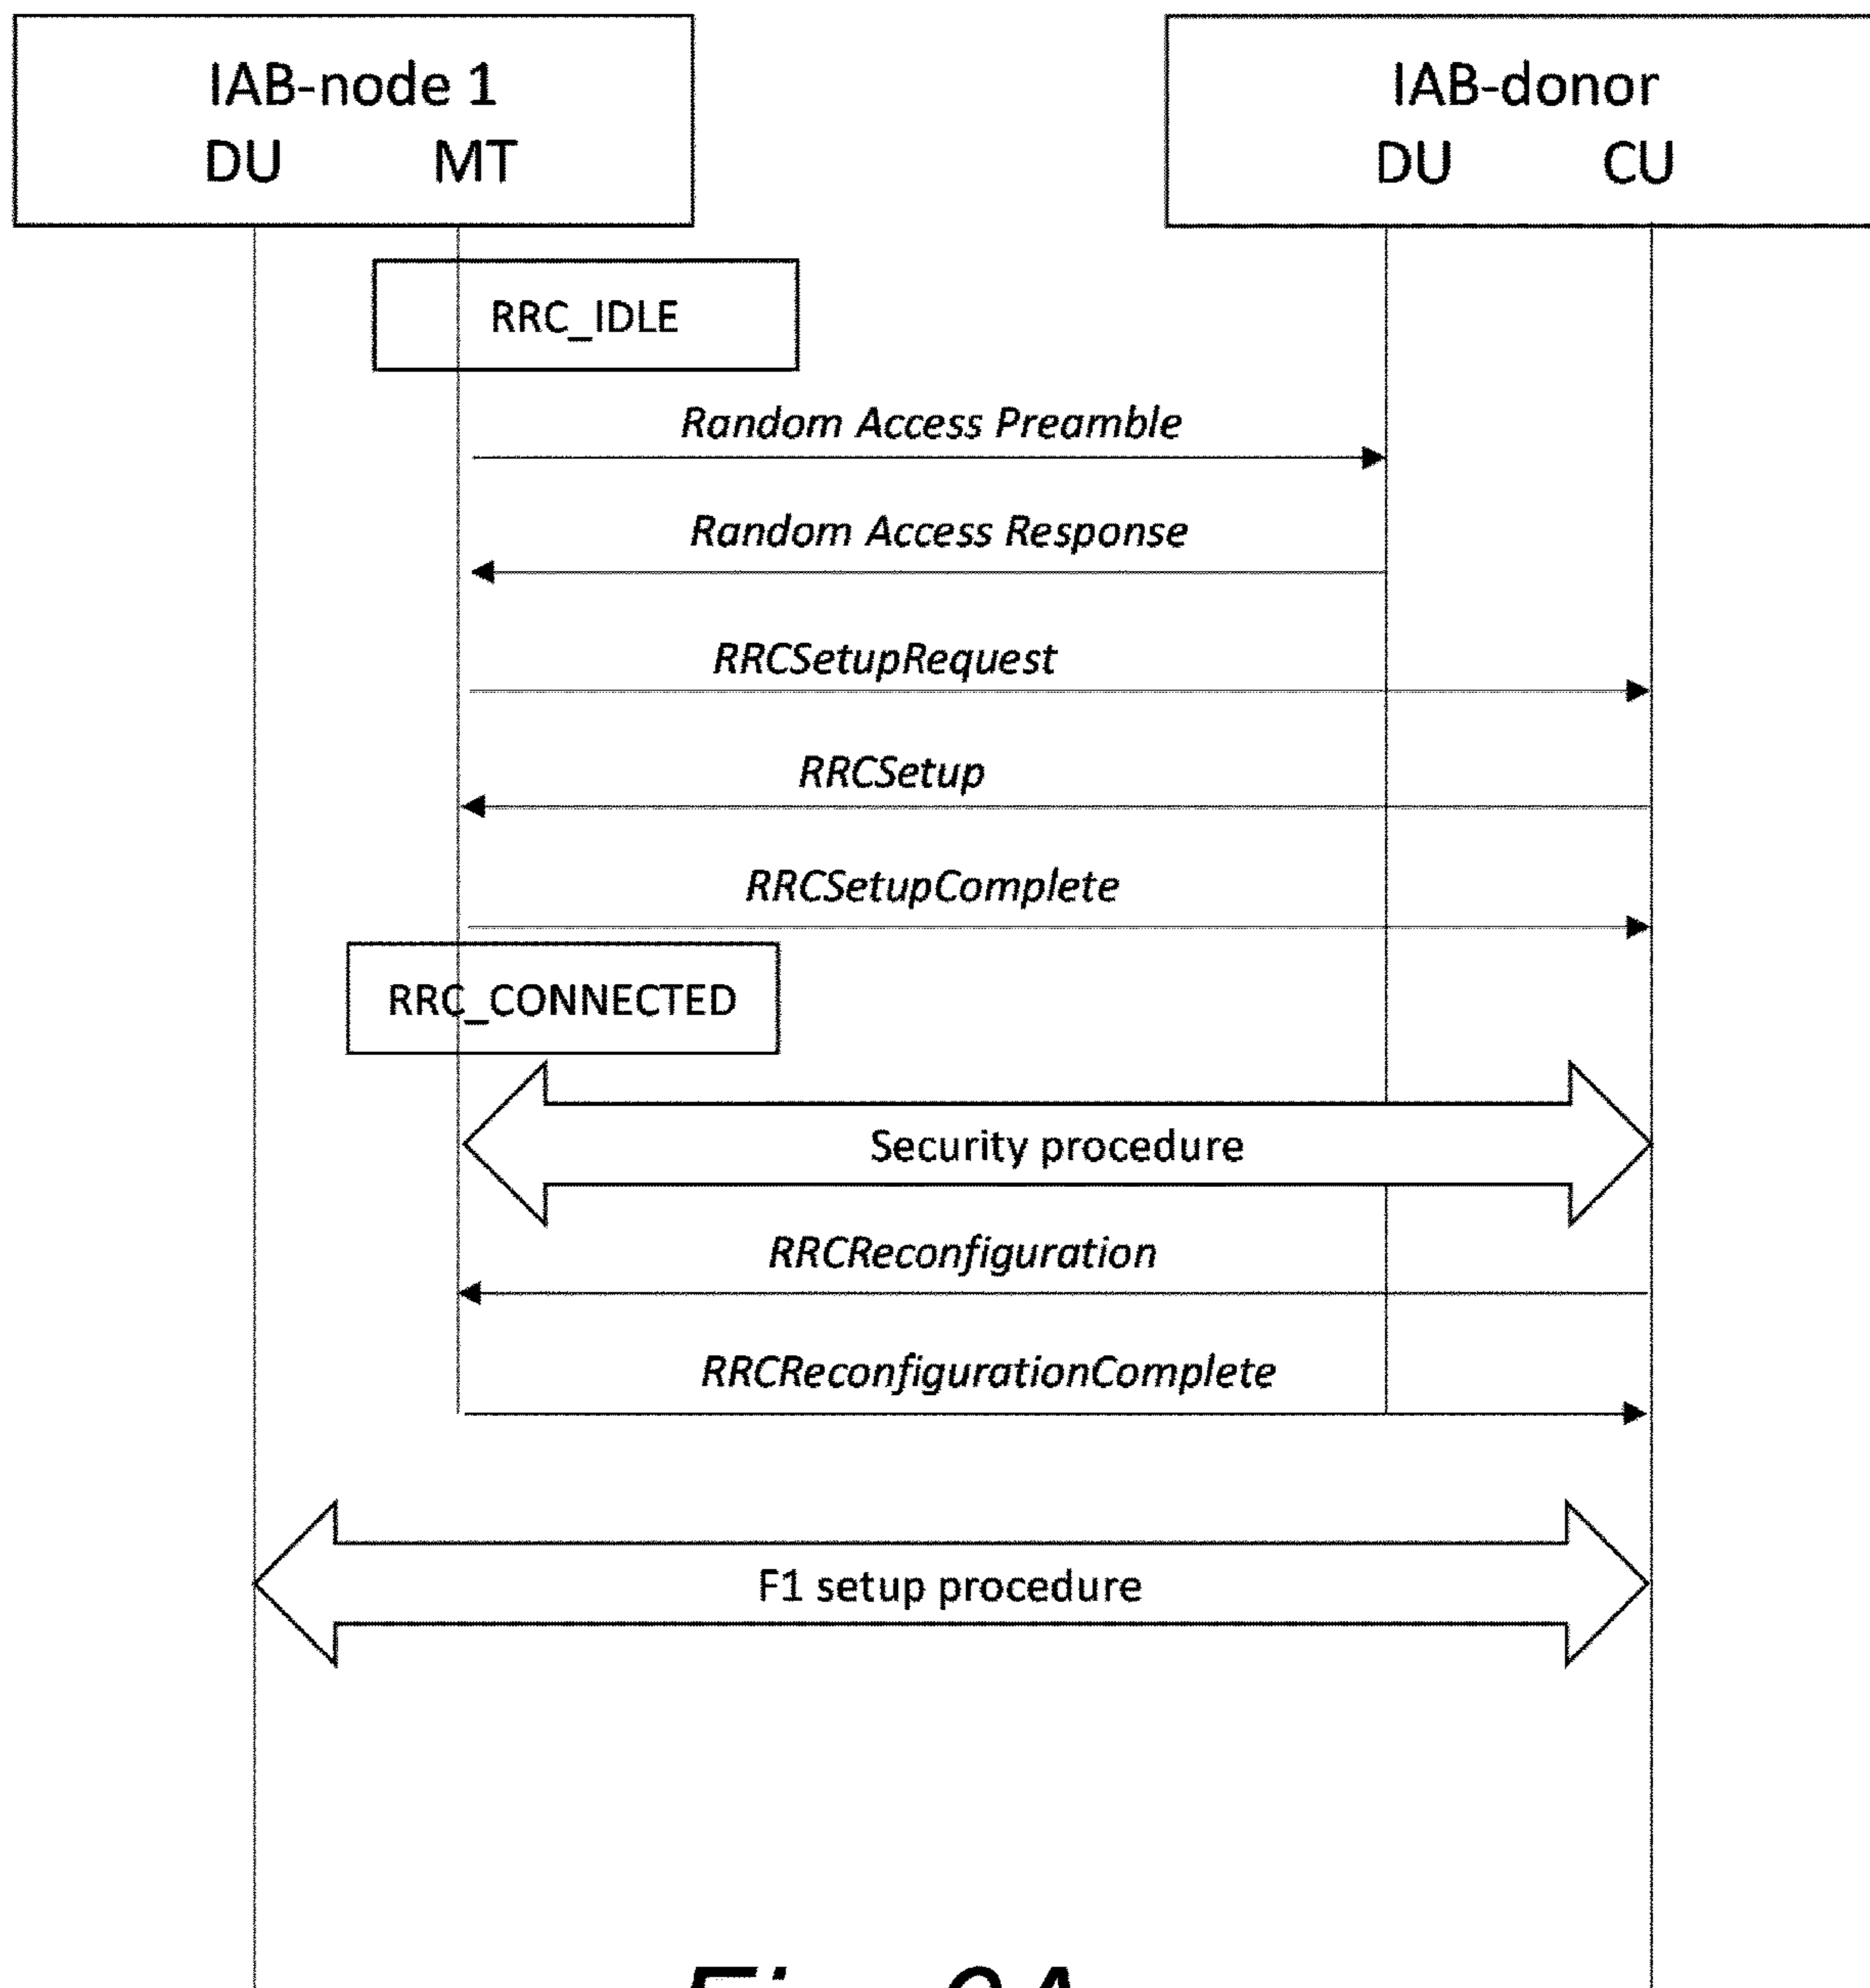 IAB-node 1
DU MT
IAB-donor
DU CU
RRC_IDLE
Random Access Preamble
Random Access Response
RRCSetupRequest
RRCSetup
RRCSetupComplete
RRC_CONNECTED
Security procedure
RRCReconfiguration
RRCReconfigurationComplete
F1 setup procedure